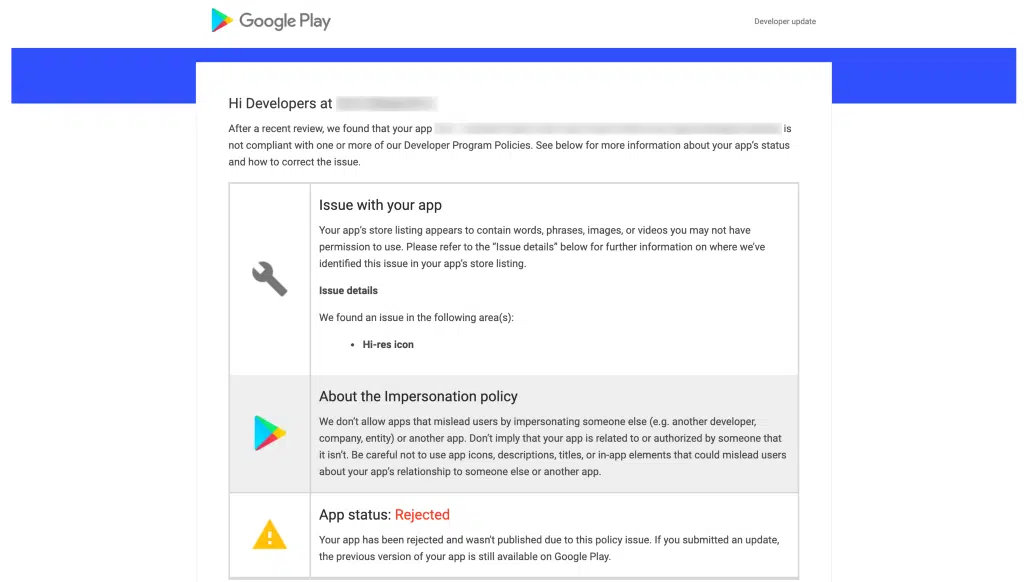 Google Play
Developer update
Hi Developers at
After a recent review, we found that your app is
not compliant with one or more of our Developer Program Policies. See below for more information about your app's status
and how to correct the issue.
Issue with your app
Your app's store listing appears to contain words, phrases, images, or videos you may not have
permission to use. Please refer to the “Issue details” below for further information on where we've
identified this issue in your app's store listing.
Issue details
We found an issue in the following area(s):
• Hi-res icon
About the Impersonation policy
We don't allow apps that mislead users by impersonating someone else (e.g. another developer,
company, entity) or another app. Don't imply that your app is related to or authorized by someone that
it isn't. Be careful not to use app icons, descriptions, titles, or in-app elements that could mislead users
about your app's relationship to someone else or another app.
App status: Rejected
Your app has been rejected and wasn't published due to this policy issue. If you submitted an update,
the previous version of your app is still available on Google Play.